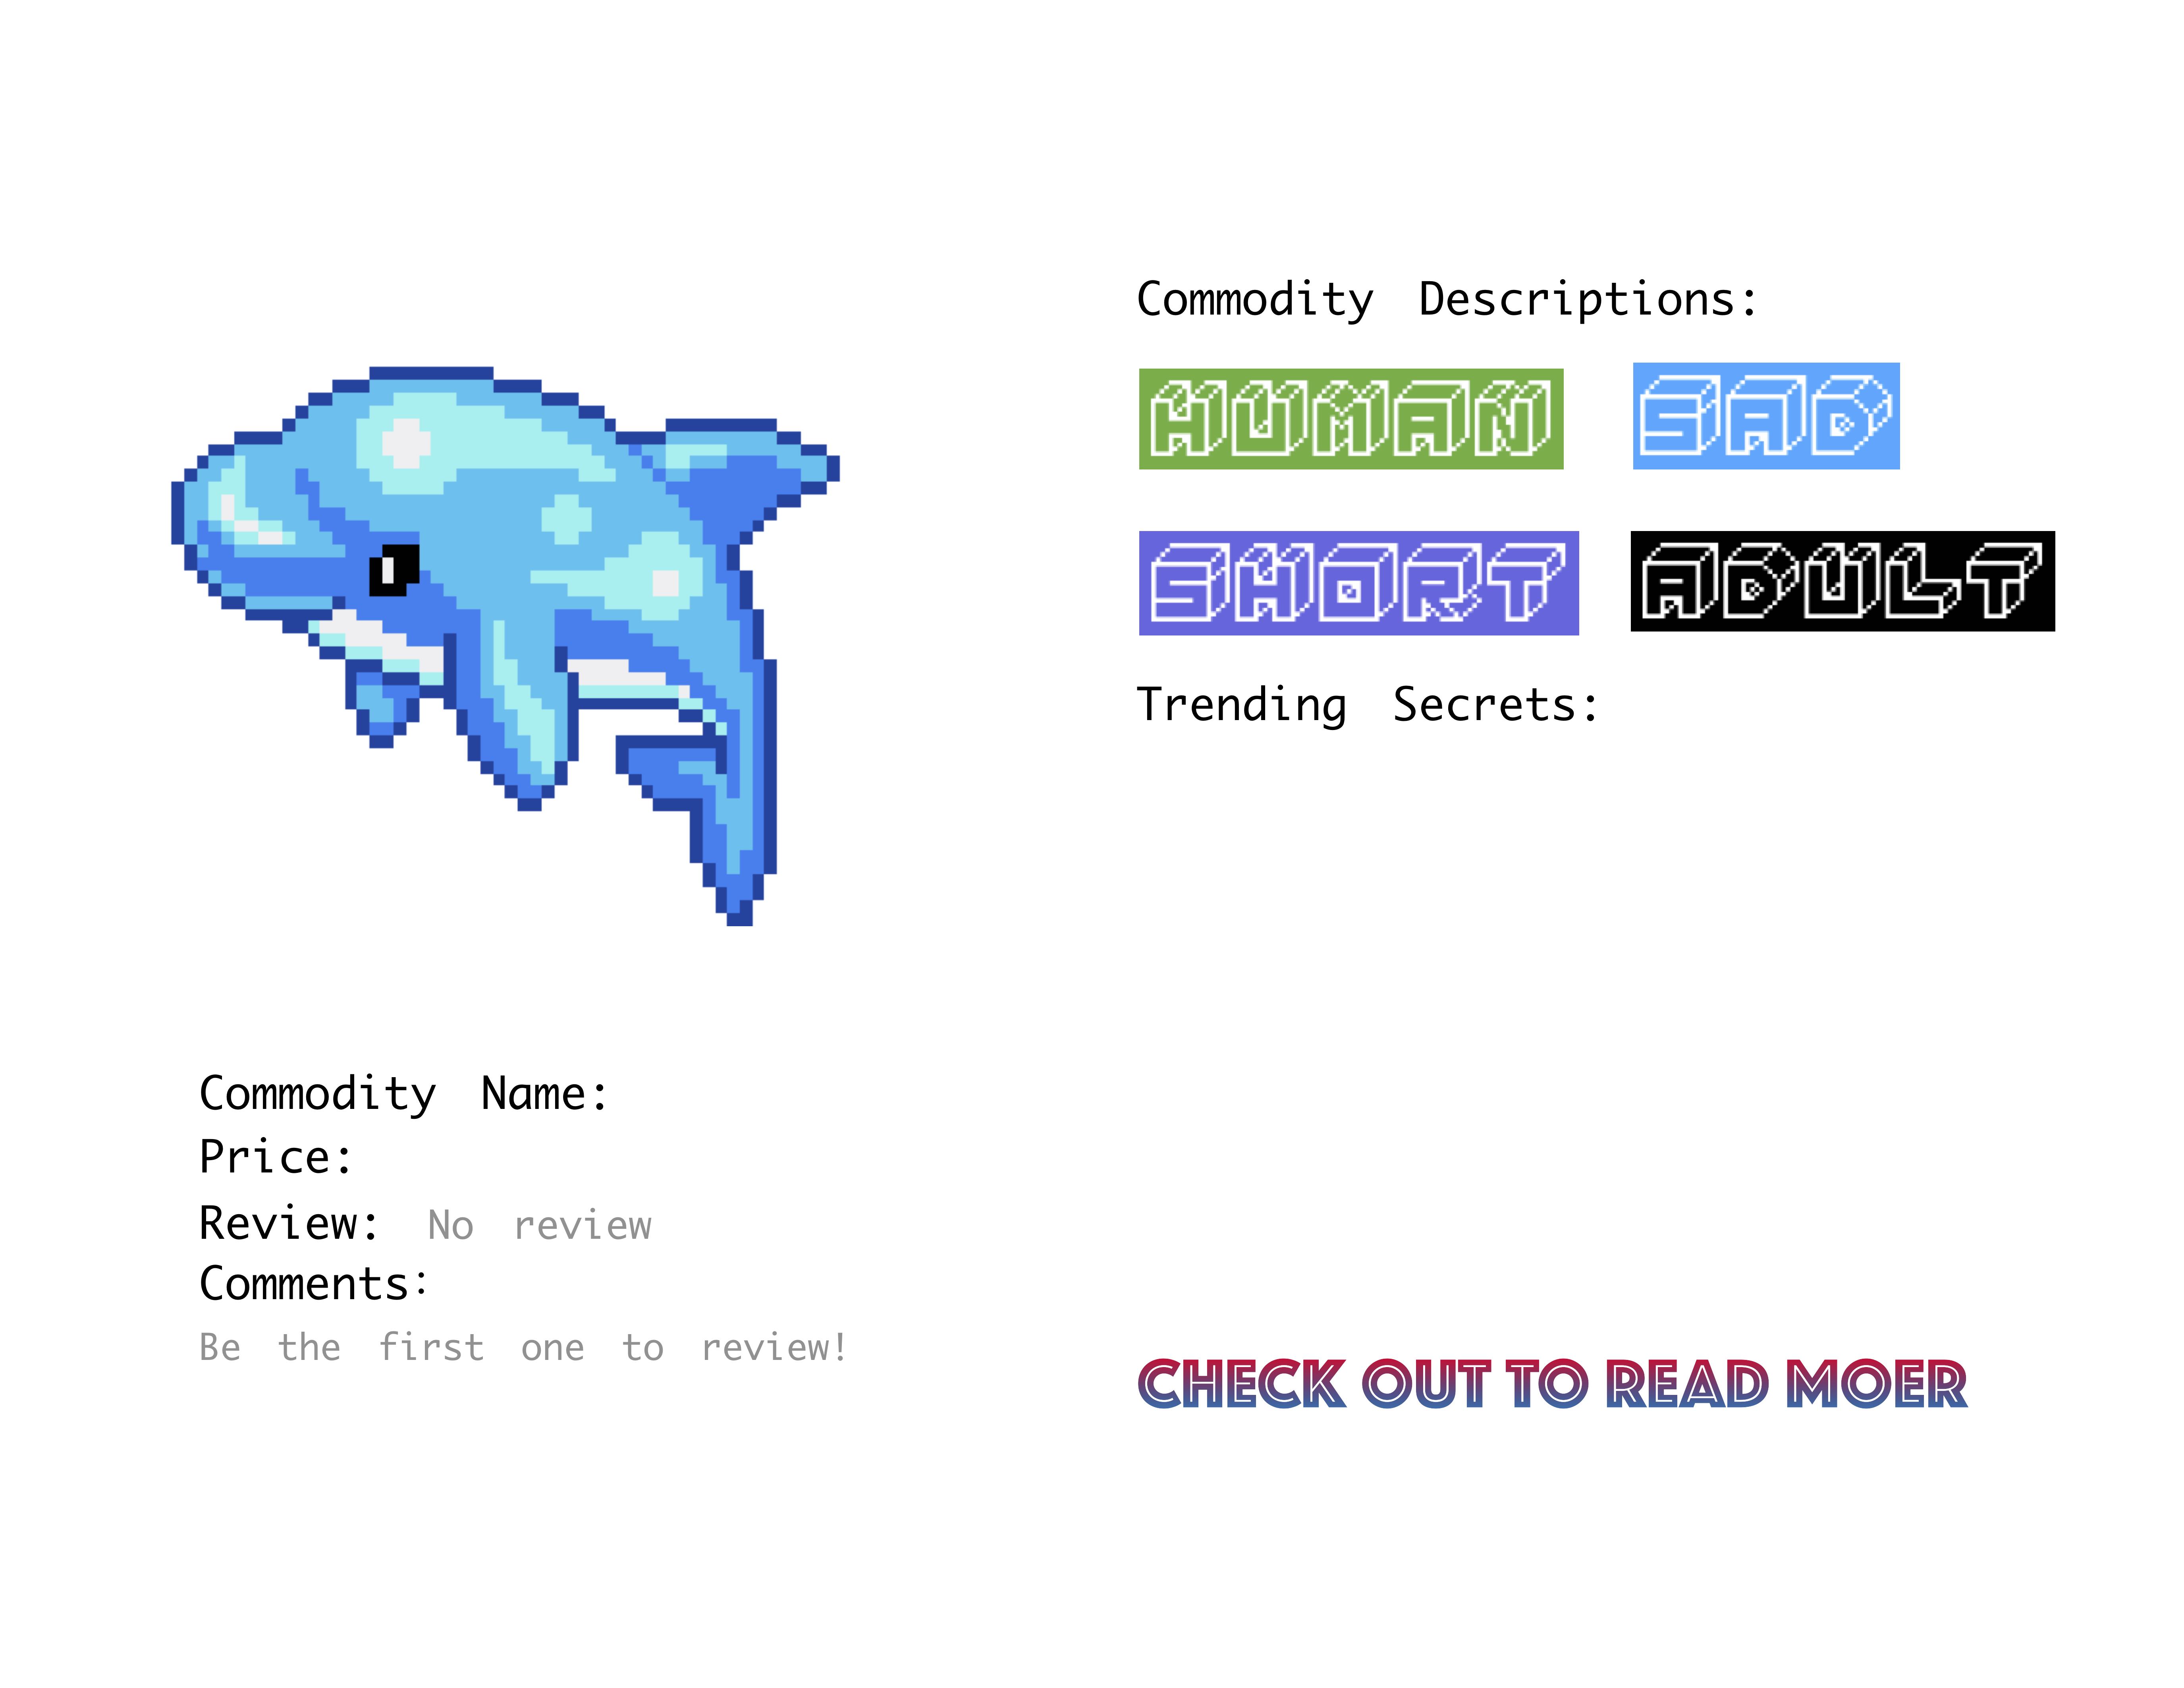 Commodity Descriptions:
HUMAN SAD
SHORT ADULT
Trending Secrets:
Commodity Name:
Price:
Review: No review
Comments:
Be the first one to review!
CHECK OUT TO READ MOER